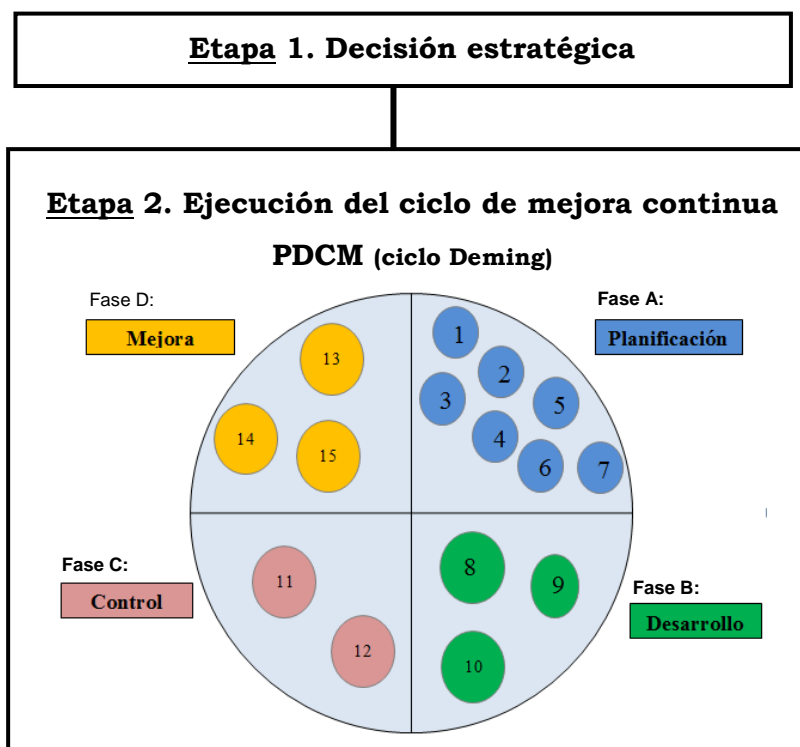 Etapa 1. Decisión estratégica
Etapa 2. Ejecución del ciclo de mejora continua
PDCM (ciclo Deming)
Fase D:
Mejora
Fase A:
Planificación
1
2
3
4
5
6
7
13
14
15
Fase C:
Control
11
12
Fase B:
Desarrollo
8
9
10